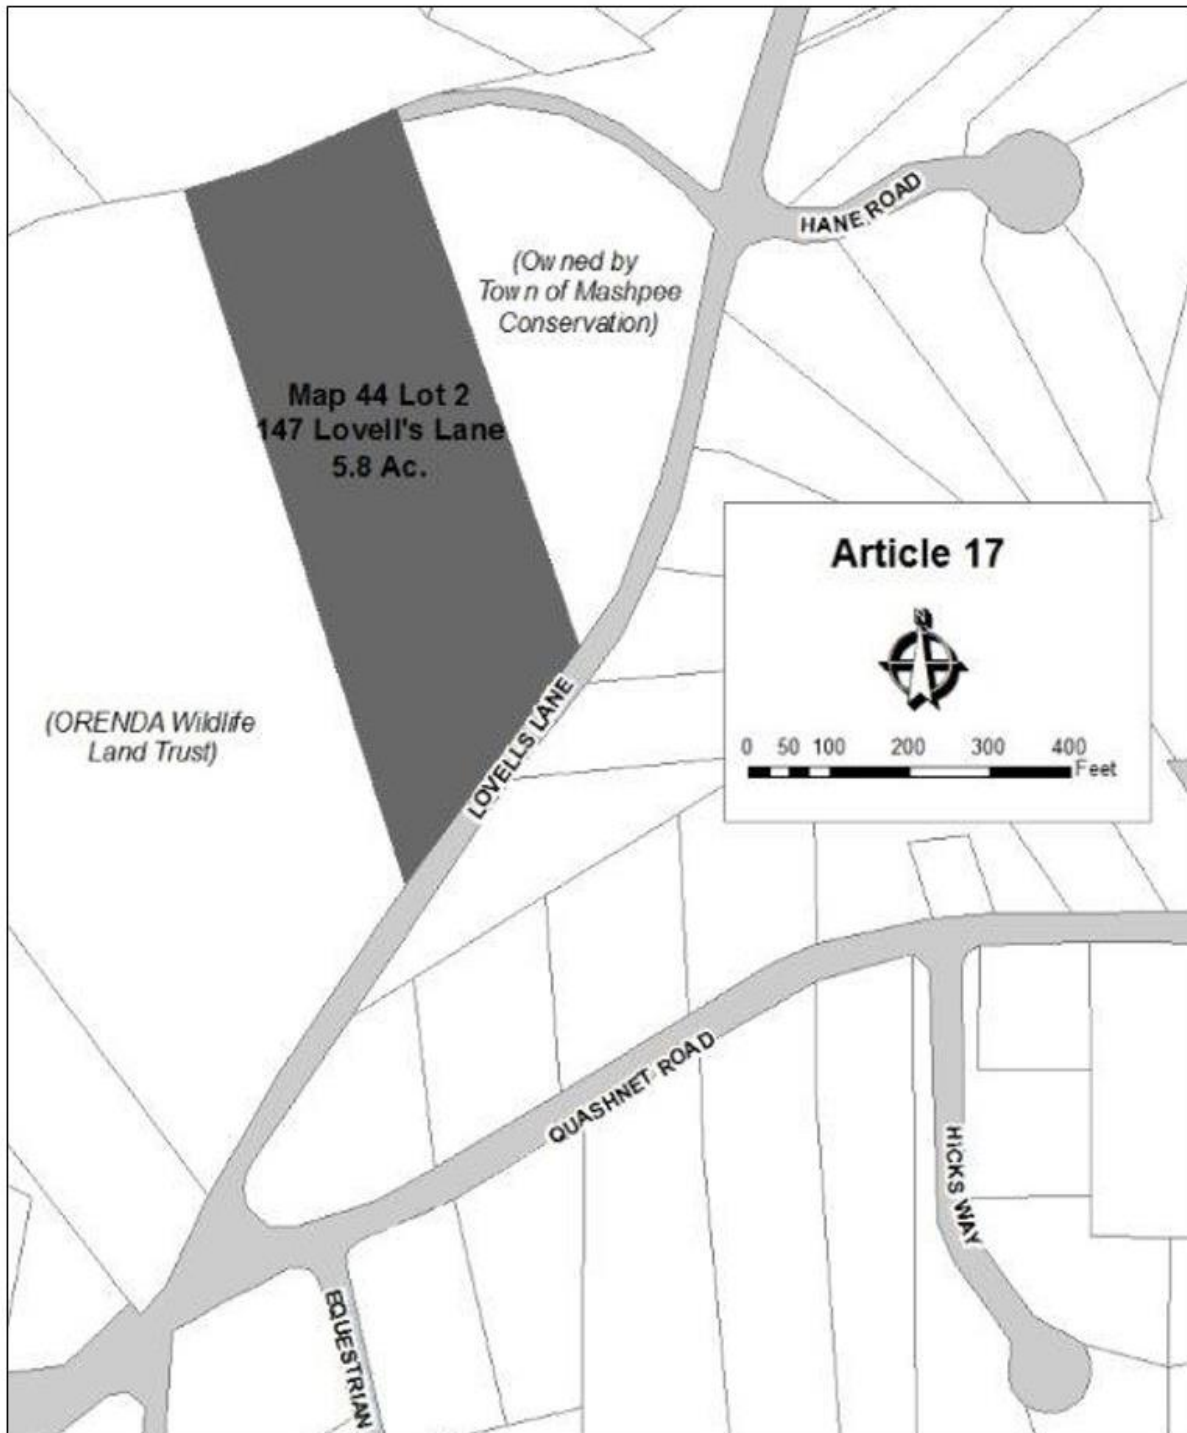 HANE ROAD
(Owned by
Town of Mashpee
Conservation)
Map 44 Lot 2
147 Lovell's Lane
5.8 Ac.
Article 17
N
0 50 100 200 300 400
Feet
LOVELLS LANE
(ORENDA Wildlife
Land Trust)
QUASHNET ROAD
HICKS WAY
EQUESTRIAN